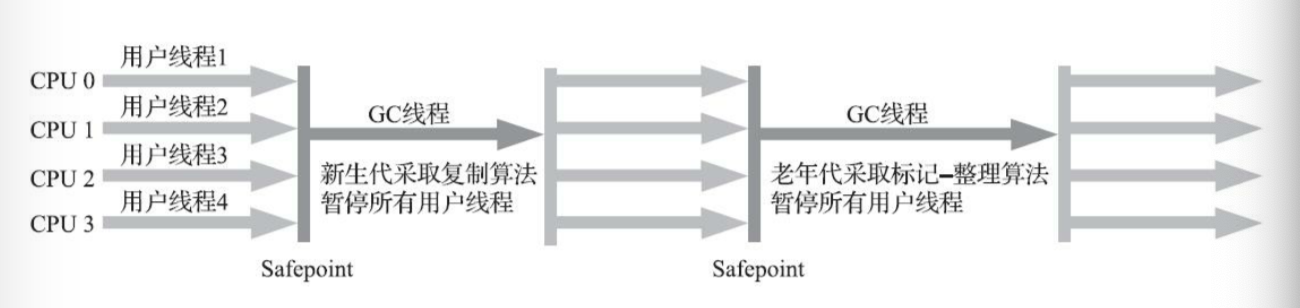 用户线程1
CPU 0
用户线程2
CPU 1
用户线程3
CPU 2
用户线程4
CPU 3
GC线程
新生代采取复制算法
暂停所有用户线程
Safepoint
GC线程
老年代采取标记–整理算法
暂停所有用户线程
Safepoint